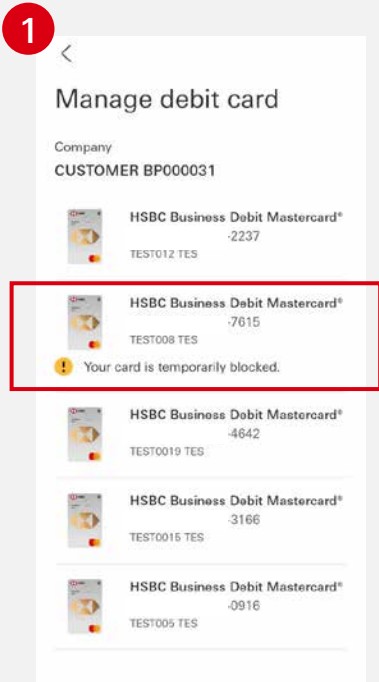 1
Manage debit card
Company
CUSTOMER BP000031
HSBC Business Debit Mastercard®
-2237
TEST012 TES
HSBC Business Debit Mastercard®
-7615
TEST008 TES
! Your card is temporarily blocked.
HSBC Business Debit Mastercard®
-4642
TEST0019 TES
HSBC Business Debit Mastercard®
-3166
TEST0015 TES
HSBC Business Debit Mastercard®
-0916
TEST005 TES